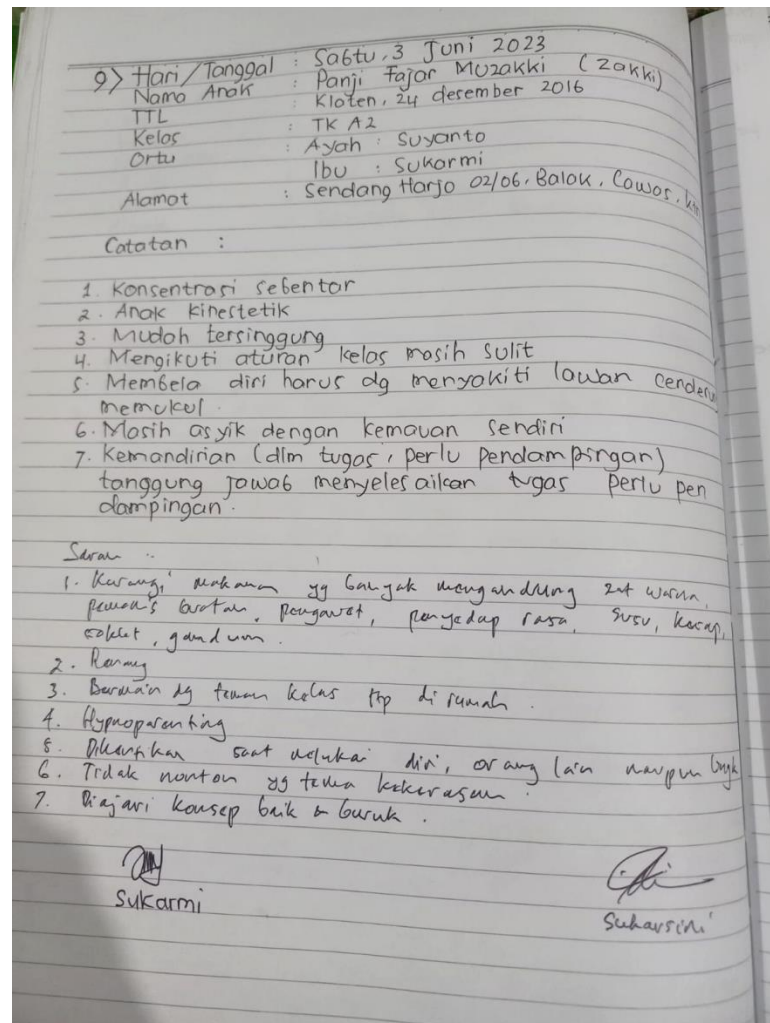 9) Hari/Tanggal : Sabtu, 3 Juni 2023
Nama Anak : Panji Fajar Muzakki (Zakki)
TTL : Klaten, 24 desember 2016
Kelas : TK A2
Ortu : Ayah : Suyanto
Ibu : Sukarmi
Alamat : Sendang Harjo 02/06, Balak, Cawas,
Catatan :
1. Konsentrasi sebentar
2. Anak kinestetik
3. Mudah tersinggung
4. Mengikuti aturan kelas masih sulit
5. Membela diri harus dg menyakiti lawan cenderu
memukul.
6. Masih asyik dengan kemauan sendiri
7. Kemandirian (dlm tugas, perlu pendampingan)
tanggung jawab menyelesaikan tugas perlu pen
dampingan.
Saran :
1. Kurangi makanan yg banyak mengandung zat warna,
pemanis buatan, pengawet, penyedap rasa, susu, kecap,
coklat, gandum.
2. Renang
3. Bermain dg teman kelas ttp di rumah.
4. Hypnoparenting
5. Dihentikan saat melukai diri, orang lain maupun lingk
6. Tidak nonton yg tema kekerasan.
7. Diajari konsep baik & buruk.
Sukarmi
Suharsini